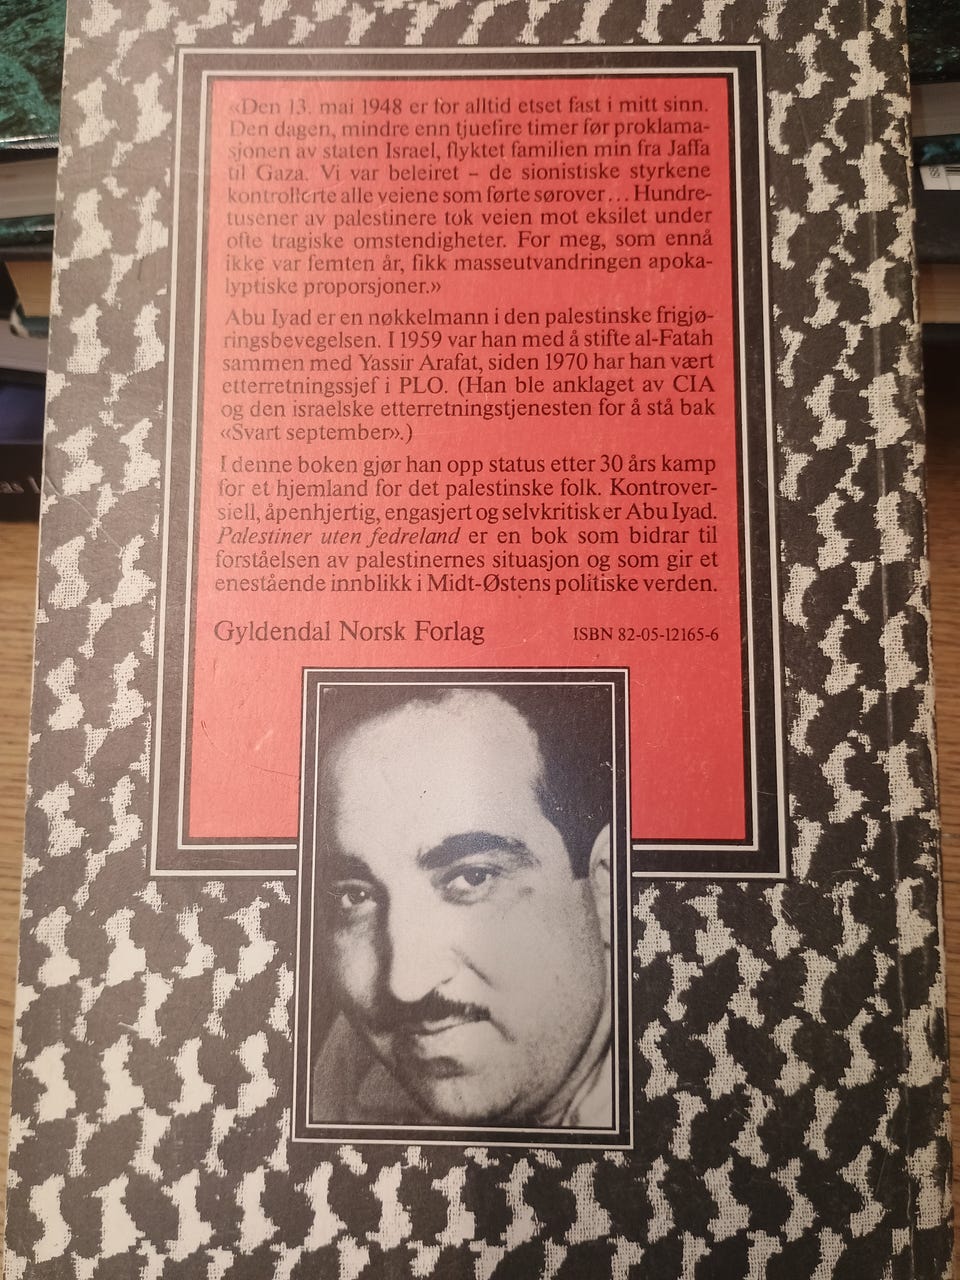 «Den 13. mai 1948 er for alltid etset fast i mitt sinn.
Den dagen, mindre enn tjuefire timer før proklama-
sjonen av staten Israel, flyktet familien min fra Jaffa
til Gaza. Vi var beleiret – de sionistiske styrkene
kontrollerte alle veiene som førte sørover... Hundre-
tusener av palestinere tok veien mot eksilet under
ofte tragiske omstendigheter. For meg, som ennå
ikke var femten år, fikk masseutvandringen apoka-
lyptiske proporsjoner.»
Abu Iyad er en nøkkelmann i den palestinske frigjø-
ringsbevegelsen. I 1959 var han med å stifte al-Fatah
sammen med Yassir Arafat, siden 1970 har han vært
etterretningssjef i PLO. (Han ble anklaget av CIA
og den israelske etterretningstjenesten for å stå bak
«Svart september».)
I denne boken gjør han opp status etter 30 års kamp
for et hjemland for det palestinske folk. Kontrover-
siell, åpenhjertig, engasjert og selvkritisk er Abu Iyad.
Palestiner uten fedreland er en bok som bidrar til
forståelsen av palestinernes situasjon og som gir et
enestående innblikk i Midt-Østens politiske verden.
Gyldendal Norsk Forlag ISBN 82-05-12165-6